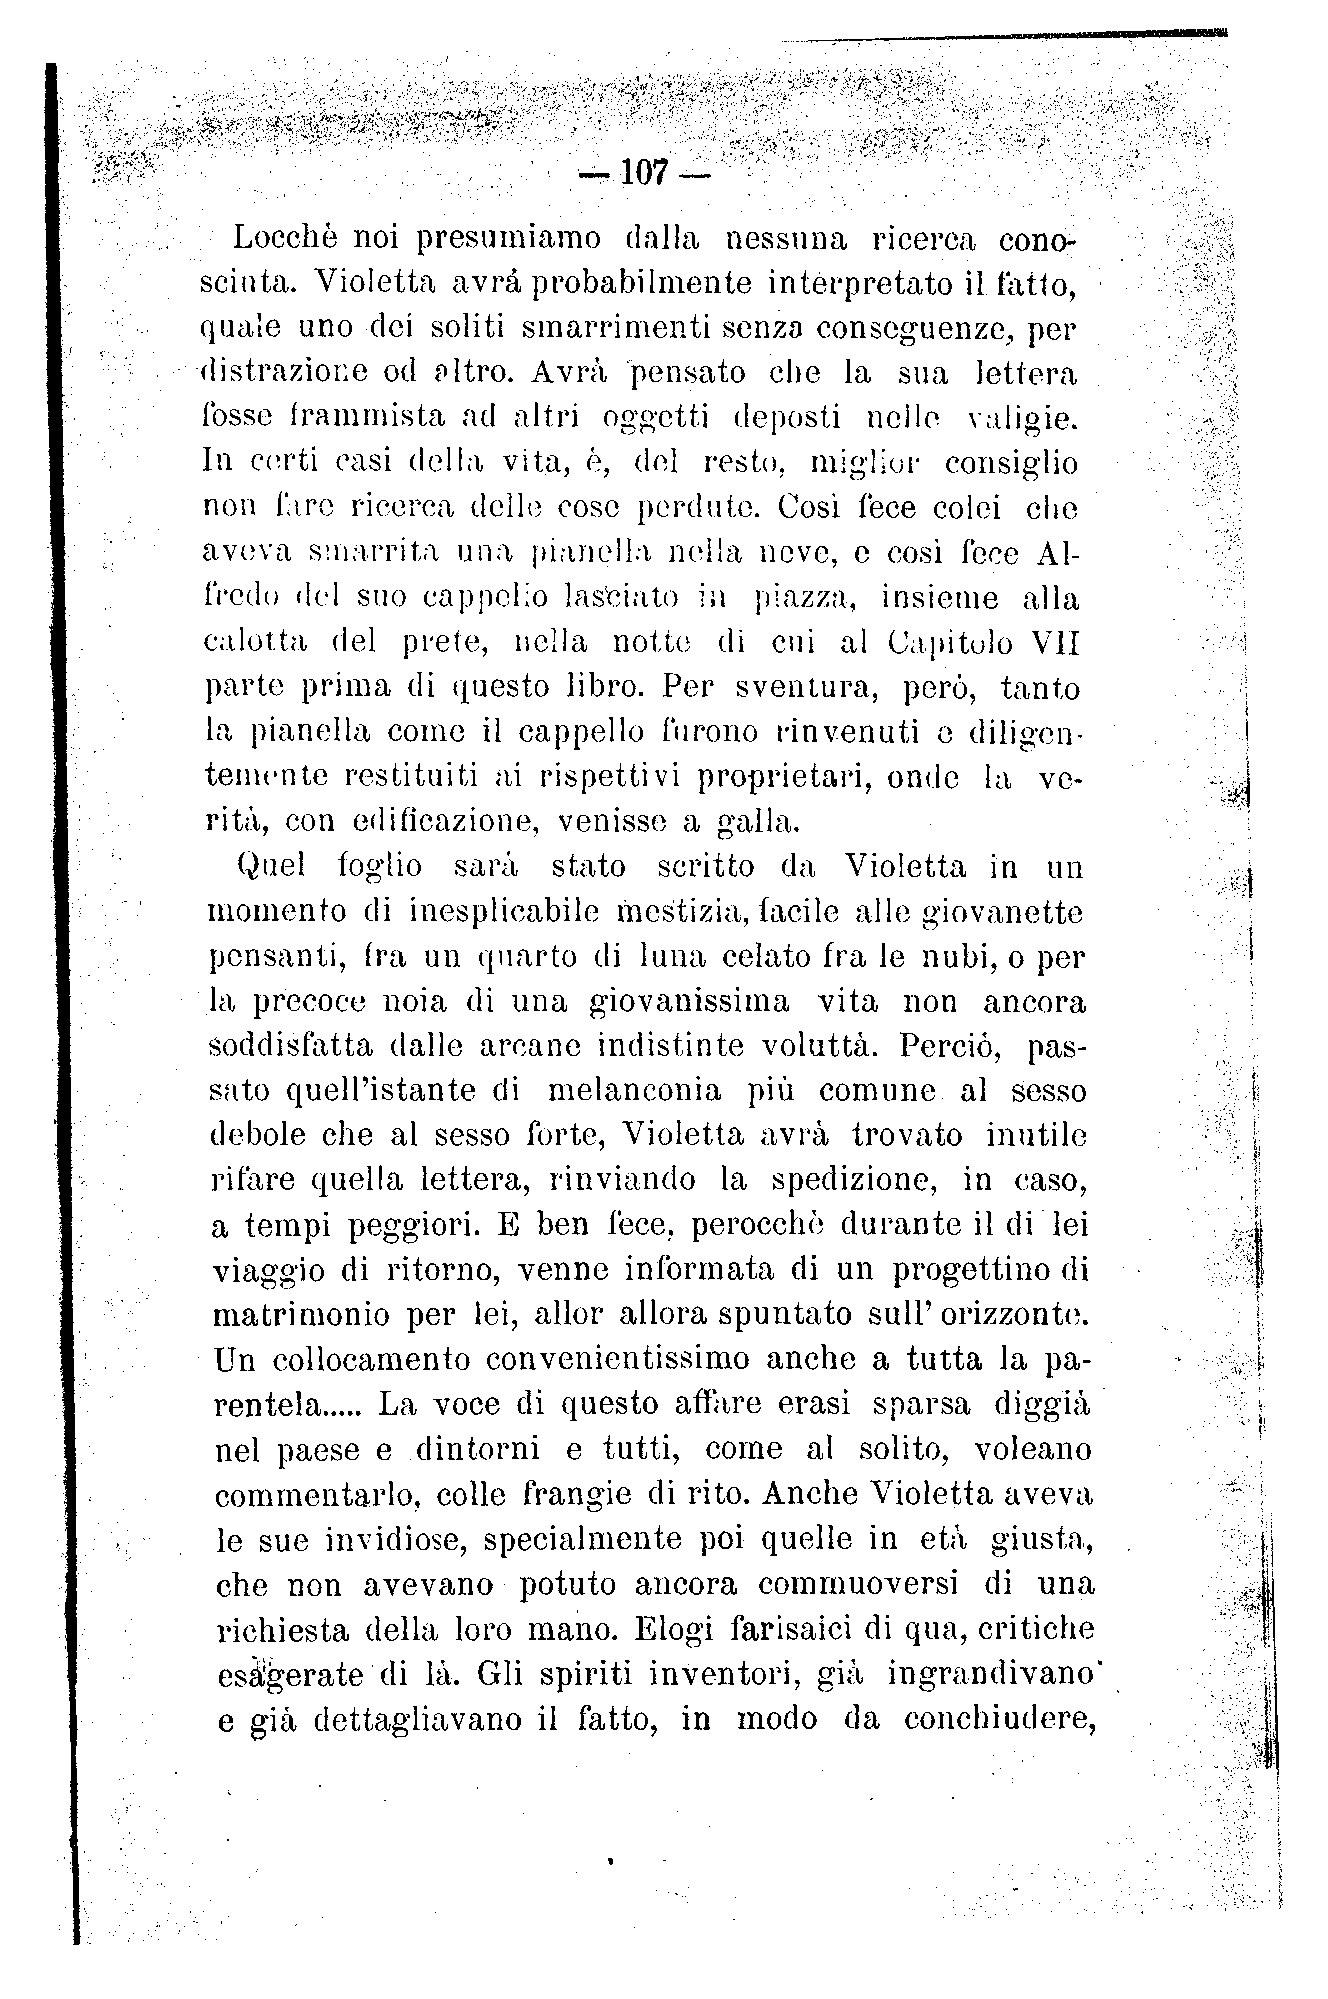 — 107 —
Locchè noi presumiamo dalla nessuna ricerca cono-
sciuta. Violetta avrá probabilmente interpretato il fatto,
quale uno dei soliti smarrimenti senza conseguenze, per
distrazione od altro. Avrà pensato che la sua lettera
fosse frammista ad altri oggetti deposti nelle valigie.
In certi casi della vita, è, del resto, miglior consiglio
non fare ricerca delle cose perdute. Così fece colei che
aveva smarrita una pianella nella neve, e così fece Al-
fredo del suo cappello lasciato in piazza, insieme alla
calotta del prete, nella notte di cui al Capitolo VII
parte prima di questo libro. Per sventura, però, tanto
la pianella come il cappello furono rinvenuti e diligen-
temente restituiti ai rispettivi proprietari, onde la ve-
rità, con edificazione, venisse a galla.
Quel foglio sarà stato scritto da Violetta in un
momento di inesplicabile mestizia, facile alle giovanette
pensanti, fra un quarto di luna celato fra le nubi, o per
la precoce noia di una giovanissima vita non ancora
soddisfatta dalle arcane indistinte voluttà. Perciò, pas-
sato quell'istante di melanconia più comune al sesso
debole che al sesso forte, Violetta avrà trovato inutile
rifare quella lettera, rinviando la spedizione, in caso,
a tempi peggiori. E ben fece, perocchè durante il di lei
viaggio di ritorno, venne informata di un progettino di
matrimonio per lei, allor allora spuntato sull' orizzonte.
Un collocamento convenientissimo anche a tutta la pa-
rentela..... La voce di questo affare erasi sparsa diggià
nel paese e dintorni e tutti, come al solito, voleano
commentarlo, colle frangie di rito. Anche Violetta aveva
le sue invidiose, specialmente poi quelle in età giusta,
che non avevano potuto ancora commuoversi di una
richiesta della loro mano. Elogi farisaici di qua, critiche
esagerate di là. Gli spiriti inventori, già ingrandivano
e già dettagliavano il fatto, in modo da conchiudere,